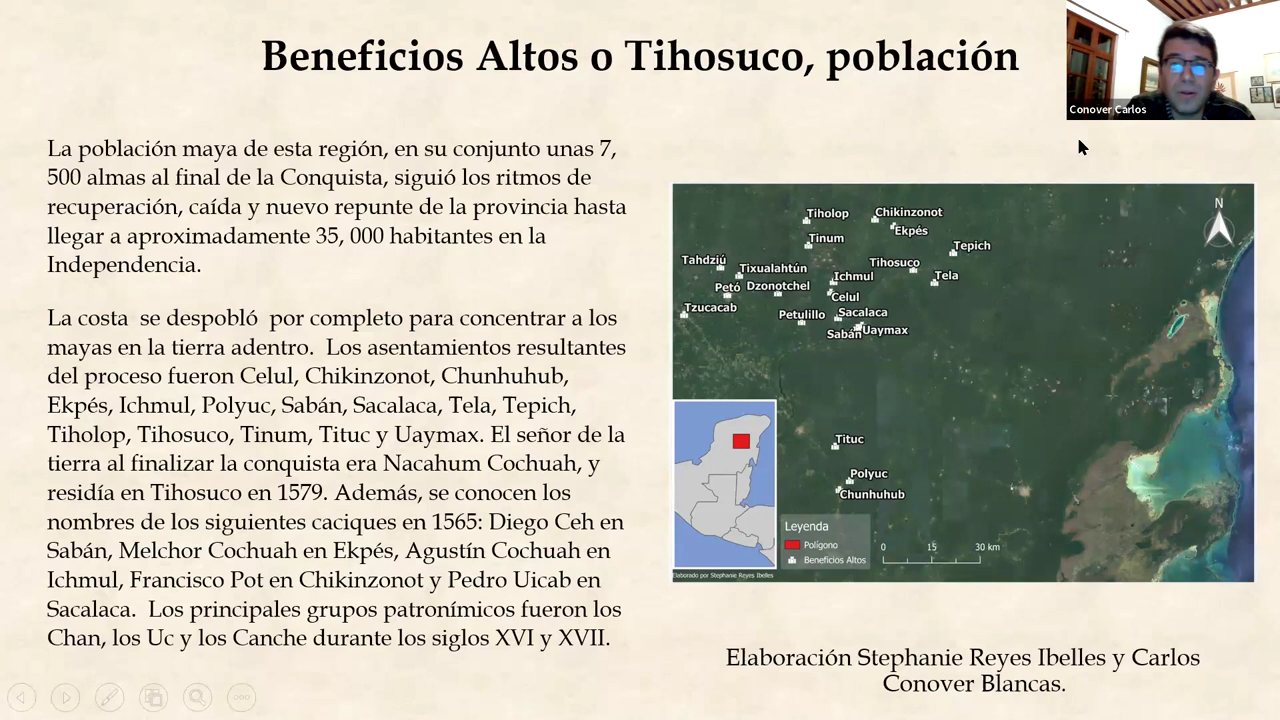 Beneficios Altos o Tihosuco, población
Conover Carlos
La población maya de esta región, en su conjunto unas 7,
500 almas al final de la Conquista, siguió los ritmos de
recuperación, caída y nuevo repunte de la provincia hasta
llegar a aproximadamente 35, 000 habitantes en la
Independencia.
La costa se despobló por completo para concentrar a los
mayas en la tierra adentro. Los asentamientos resultantes
del proceso fueron Celul, Chikinzonot, Chunhuhub,
Ekpés, Ichmul, Polyuc, Sabán, Sacalaca, Tela, Tepich,
Tiholop, Tihosuco, Tinum, Tituc y Uaymax. El señor de la
tierra al finalizar la conquista era Nacahum Cochuah, y
residía en Tihosuco en 1579. Además, se conocen los
nombres de los siguientes caciques en 1565: Diego Ceh en
Sabán, Melchor Cochuah en Ekpés, Agustín Cochuah en
Ichmul, Francisco Pot en Chikinzonot y Pedro Uicab en
Sacalaca. Los principales grupos patronímicos fueron los
Chan, los Uc y los Canche durante los siglos XVI y XVII.
N
Tiholop
Chikinzonot
Ekpés
Tinum
Tepich
Tahdziú
Tixualahtún
Tihosuco
Ichmul
Tela
Petó
Dzonotchel
Celul
Tzucacab
Petulillo
Sacalaca
Sabán
Uaymax
Tituc
Polyuc
Chunhuhub
Leyenda
Polígono
Beneficios Altos
0 15 30 km
Elaborado por Stephanie Reyes Ibelles
Elaboración Stephanie Reyes Ibelles y Carlos
Conover Blancas.